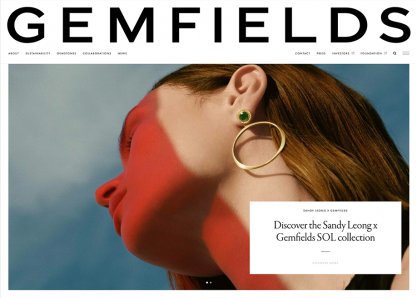 GEMFIELDS
ABOUT SUSTAINABILITY GEMSTONES COLLABORATIONS NEWS CONTACT PRESS INVESTORS FOUNDATION
SANDY LEONG X GEMFIELDS
Discover the Sandy Leong x
Gemfields SOL collection